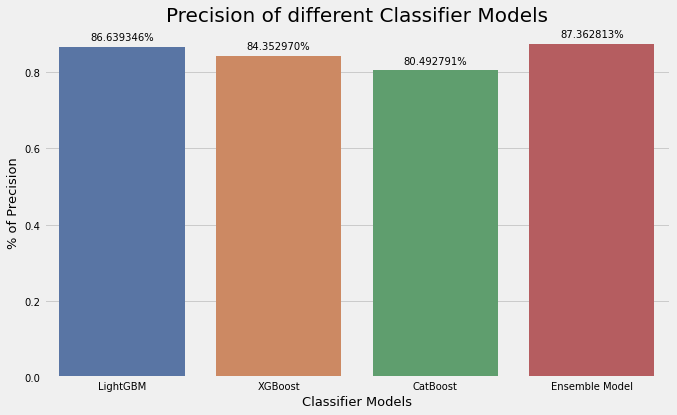 Precision of different Classifier Models
86.639346%
84.352970%
80.492791%
87.362813%
% of Precision
0.8
0.6
0.4
0.2
0.0
LightGBM
XGBoost
CatBoost
Ensemble Model
Classifier Models